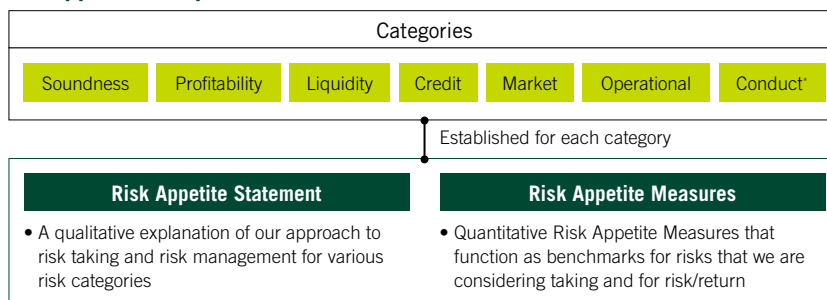 Categories
Soundness Profitability Liquidity Credit Market Operational Conduct*
Established for each category
Risk Appetite Statement
• A qualitative explanation of our approach to
risk taking and risk management for various
risk categories
Risk Appetite Measures
• Quantitative Risk Appetite Measures that
function as benchmarks for risks that we are
considering taking and for risk/return